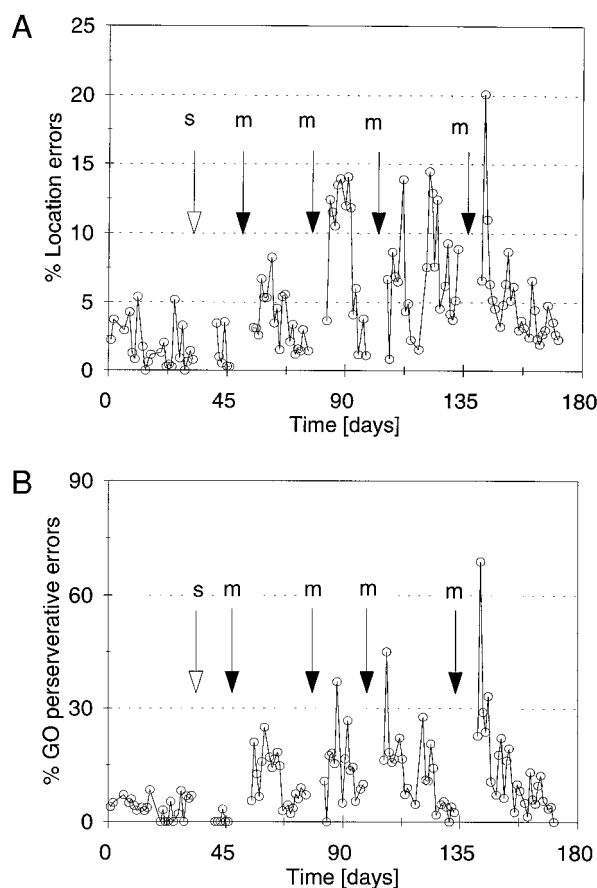 A
% Location errors
25
20
15
10
5
0
s m m m m
0 45 90 135 180
Time [days]
B
% GO perserverative errors
90
60
30
0
s m m m m
0 45 90 135 180
Time [days]